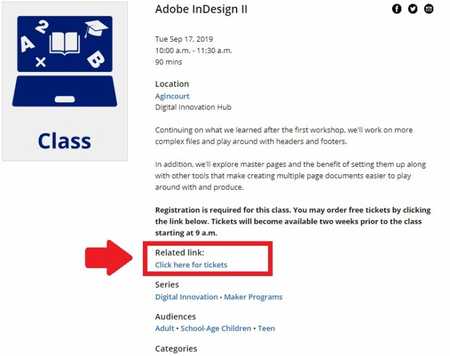 Adobe InDesign II
Tue Sep 17, 2019
10:00 a.m. - 11:30 a.m.
90 mins
Location
Agincourt
Digital Innovation Hub
Continuing on what we learned after the first workshop, we'll work on more
complex files and play around with headers and footers.
In addition, we'll explore master pages and the benefit of setting them up along
with other tools that make creating multiple page documents easier to play
around with and produce.
Registration is required for this class. You may order free tickets by clicking
the link below. Tickets will become available two weeks prior to the class
starting at 9 a.m.
Related link:
Click here for tickets
Series
Digital Innovation • Maker Programs
Audiences
Adult • School-Age Children • Teen
Categories
2
A
X
B
Class